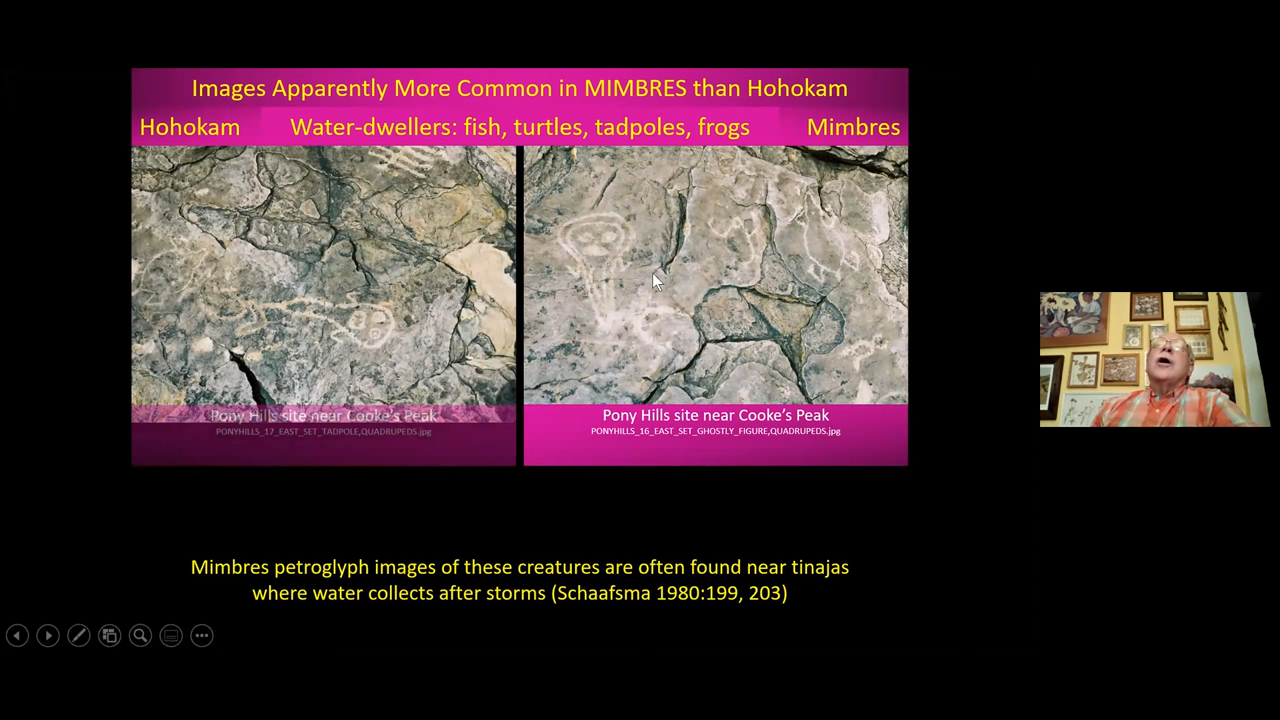 Images Apparently More Common in MIMBRES than Hohokam
Hohokam
Water-dwellers: fish, turtles, tadpoles, frogs
Mimbres
Pony Hills site near Cooke's Peak
PONYHILLS_17_EAST_SET_TADPOLE,QUADRUPEDS.jpg
Pony Hills site near Cooke's Peak
PONYHILLS_16_EAST_SET_GHOSTLY_FIGURE,QUADRUPEDS.jpg
Mimbres petroglyph images of these creatures are often found near tinajas
where water collects after storms (Schaafsma 1980:199, 203)